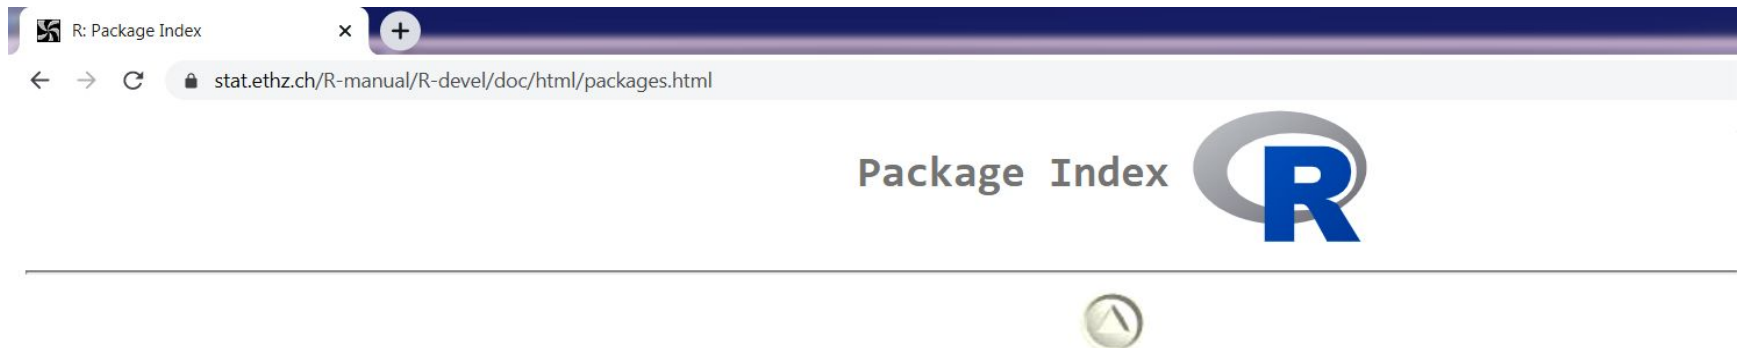 R: Package Index
stat.ethz.ch/R-manual/R-devel/doc/html/packages.html
Package Index R